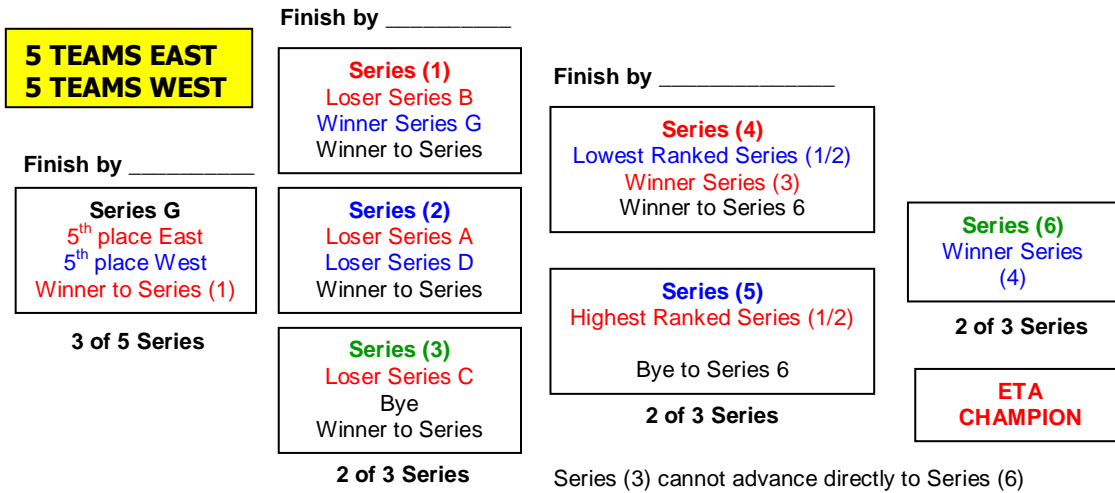 5 TEAMS EAST
5 TEAMS WEST
Finish by __________
Series G
5th place East
5th place West
Winner to Series (1)
3 of 5 Series
Finish by __________
Series (1)
Loser Series B
Winner Series G
Winner to Series
Series (2)
Loser Series A
Loser Series D
Winner to Series
Series (3)
Loser Series C
Bye
Winner to Series
2 of 3 Series
Finish by ______________
Series (4)
Lowest Ranked Series (1/2)
Winner Series (3)
Winner to Series 6
Series (5)
Highest Ranked Series (1/2)
Bye to Series 6
2 of 3 Series
Series (6)
Winner Series
(4)
2 of 3 Series
ETA
CHAMPION
Series (3) cannot advance directly to Series (6)